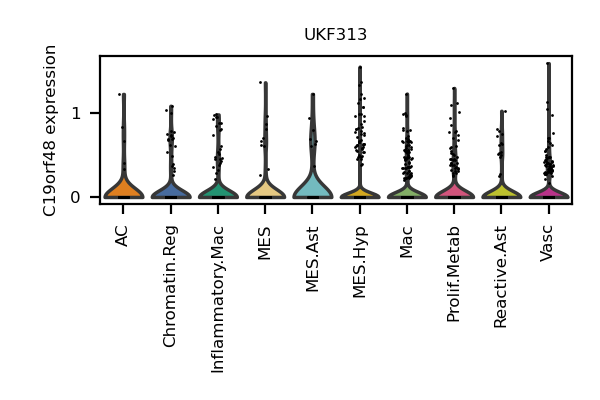 UKF313
C19orf48 expression
1
0
AC
Chromatin.Reg
Inflammatory.Mac
MES
MES.Ast
MES.Hyp
Mac
Prolif.Metab
Reactive.Ast
Vasc